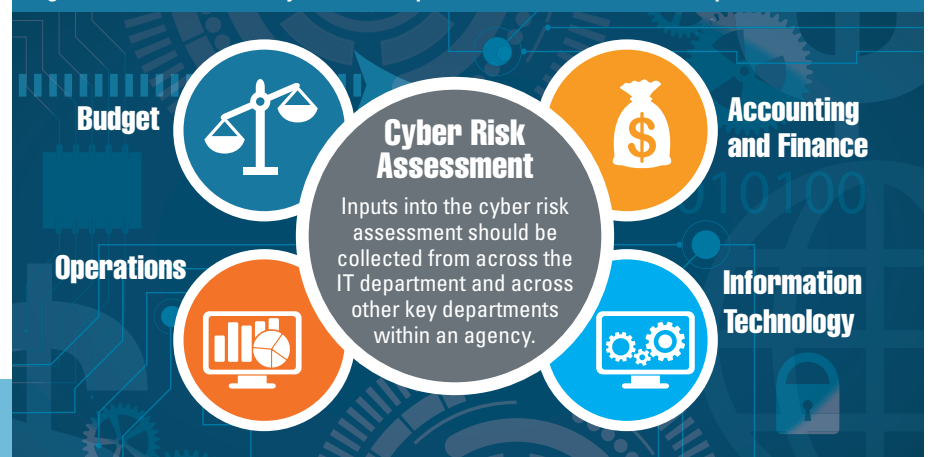 Budget
Cyber Risk
Assessment
Inputs into the cyber risk
assessment should be
collected from across the
IT department and across
other key departments
within an agency.
Accounting
and Finance
$
010100
Operations
Information
Technology